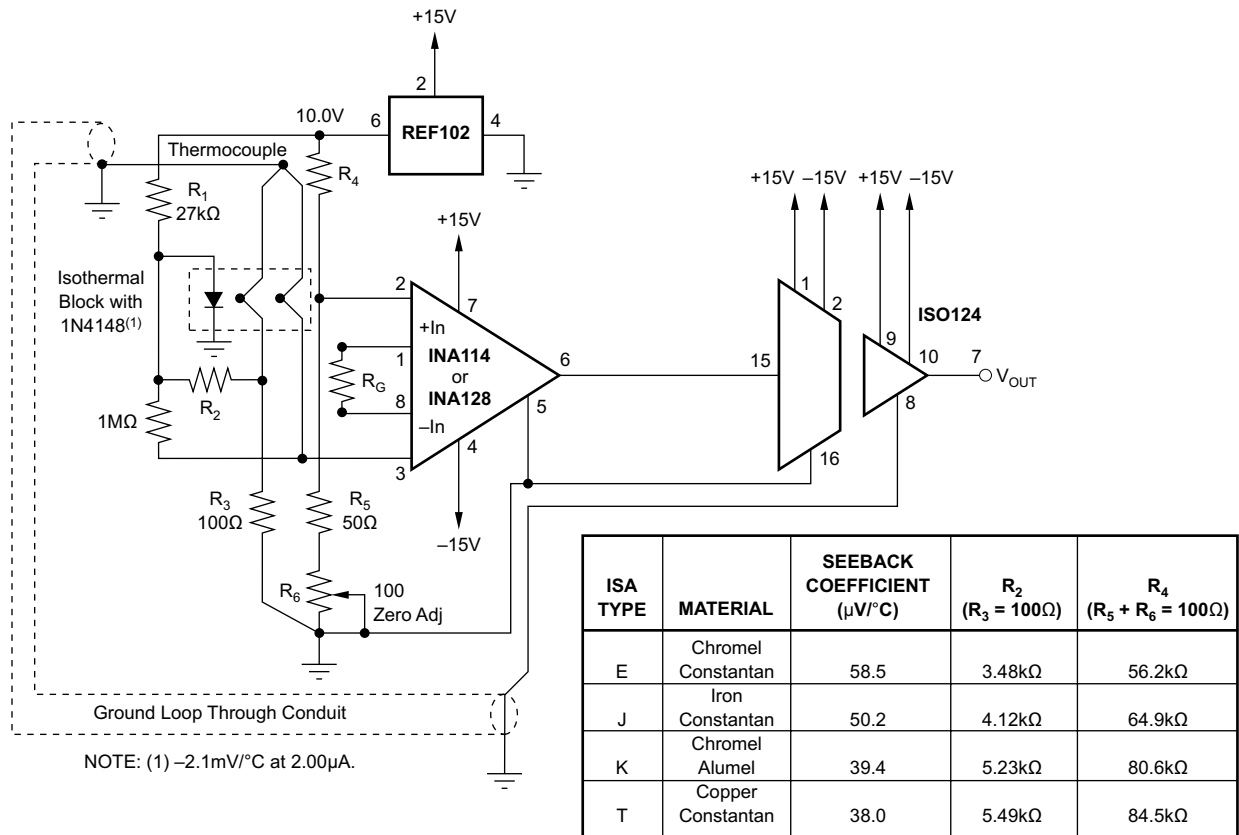 +15V
2
10.0V
6
REF102
4
Thermocouple
R4
R1
27kΩ
+15V
+15V –15V
+15V –15V
Isothermal
Block with
1N4148(1)
2
7
1
2
ISO124
+In
1
INA114
or
INA128
6
15
9
10
7
VOUT
RG
8
–In
5
8
R2
1MΩ
4
3
16
R3
100Ω
R5
50Ω
–15V
R6
100
Zero Adj
Ground Loop Through Conduit
NOTE: (1) –2.1mV/°C at 2.00µA.
ISA TYPE MATERIAL SEEBACK COEFFICIENT (µV/°C) R2 (R3 = 100Ω) R4 (R5 + R6 = 100Ω)
E Chromel Constantan 58.5 3.48kΩ 56.2kΩ
J Iron Constantan 50.2 4.12kΩ 64.9kΩ
K Chromel Alumel 39.4 5.23kΩ 80.6kΩ
T Copper Constantan 38.0 5.49kΩ 84.5kΩ